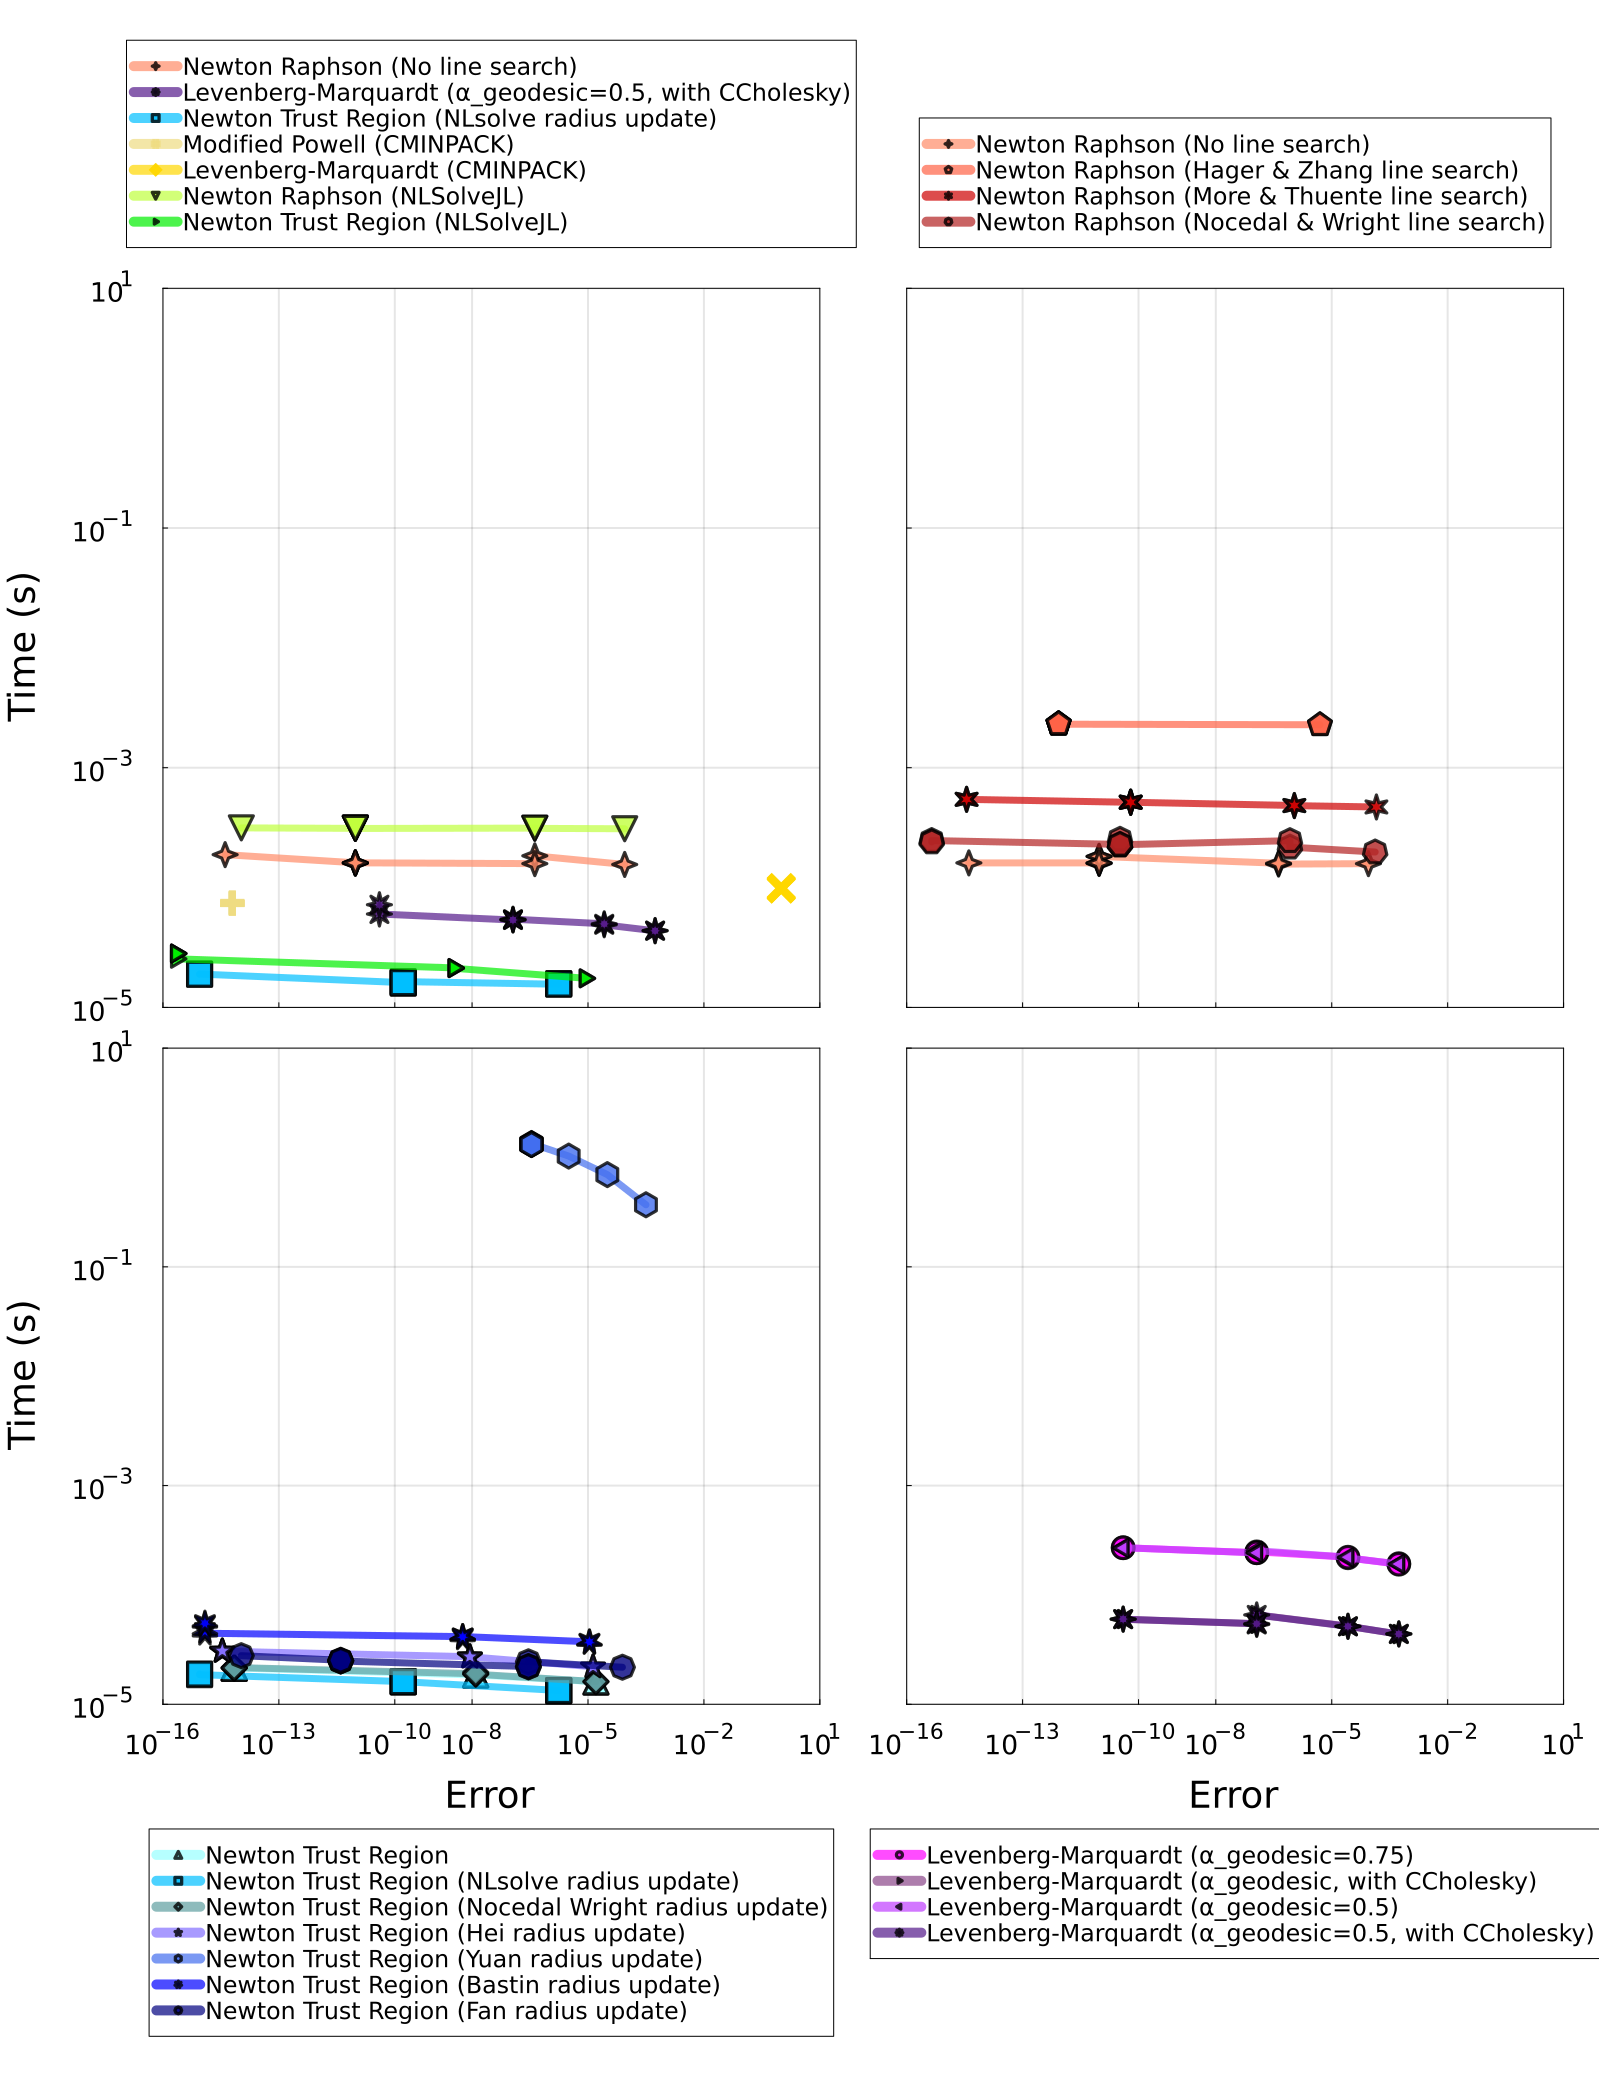 Newton Raphson (No line search)
Levenberg-Marquardt (α_geodesic=0.5, with CCholesky)
Newton Trust Region (NLsolve radius update)
Modified Powell (CMINPACK)
Levenberg-Marquardt (CMINPACK)
Newton Raphson (NLSolveJL)
Newton Trust Region (NLSolveJL)
Newton Raphson (No line search)
Newton Raphson (Hager & Zhang line search)
Newton Raphson (More & Thuente line search)
Newton Raphson (Nocedal & Wright line search)
10^1
10^−1
10^−3
10^−5
Time (s)
10^1
10^−1
10^−3
10^−5
Time (s)
10^−16 10^−13 10^−10 10^−8 10^−5 10^−2 10^1
Error
10^−16 10^−13 10^−10 10^−8 10^−5 10^−2 10^1
Error
Newton Trust Region
Newton Trust Region (NLsolve radius update)
Newton Trust Region (Nocedal Wright radius update)
Newton Trust Region (Hei radius update)
Newton Trust Region (Yuan radius update)
Newton Trust Region (Bastin radius update)
Newton Trust Region (Fan radius update)
Levenberg-Marquardt (α_geodesic=0.75)
Levenberg-Marquardt (α_geodesic, with CCholesky)
Levenberg-Marquardt (α_geodesic=0.5)
Levenberg-Marquardt (α_geodesic=0.5, with CCholesky)